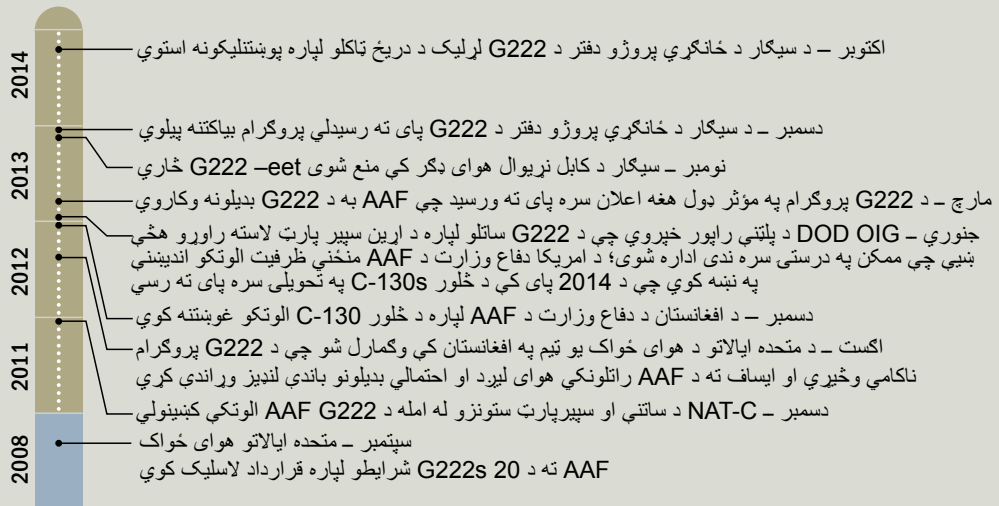 2014
اکتوبر – د سیګار د ځانګړي پروژو دفتر د G222 لړلیک د دریځ ټاکلو لپاره پوښتنلیکونه استوي
2013
دسمبر – د سیګار د ځانګړي پروژو دفتر د G222 پای ته رسیدلي پروګرام بیاکتنه پیلوي
نومبر – سیګار د کابل نړیوال هوای ډګر کې منع شوی G222 –eet څاري
مارچ – د G222 پروګرام په مؤثر ډول هغه اعلان سره پای ته ورسید چې AAF به د G222 بدیلونه وکاروي
جنوري – DOD OIG د پلټنې راپور خپروي چې د G222 ساتلو لپاره د اړین سپیر پارټ لاسته راوړو هڅې
ښیي چې ممکن په درستی سره ندی اداره شوی؛ د امریکا دفاع وزارت د AAF منځني ظرفیت الوتکو اندیښنې
په نښه کوي چې د 2014 پای کې د څلور C-130s په تحویلی سره پای ته رسي
2012
دسمبر – د افغانستان د دفاع وزارت د AAF لپاره د څلور C-130 الوتکو غوښتنه کوي
اګست – د متحده ایالاتو د هوای ځواک یو ټیم په افغانستان کې وګمارل شو چې د G222 پروګرام
ناکامي وڅیړي او ایساف ته د AAF راتلونکي هوای لیږد او احتمالي بدیلونو باندې لنډیز وړاندې کړي
2011
دسمبر – NAT-C د ساتنې او سپیرپارټ ستونزو له امله د AAF G222 الوتکې کښینولي
2008
سپتمبر – متحده ایالاتو هوای ځواک
AAF ته د 20 G222s شرایطو لپاره قرارداد لاسلیک کوي